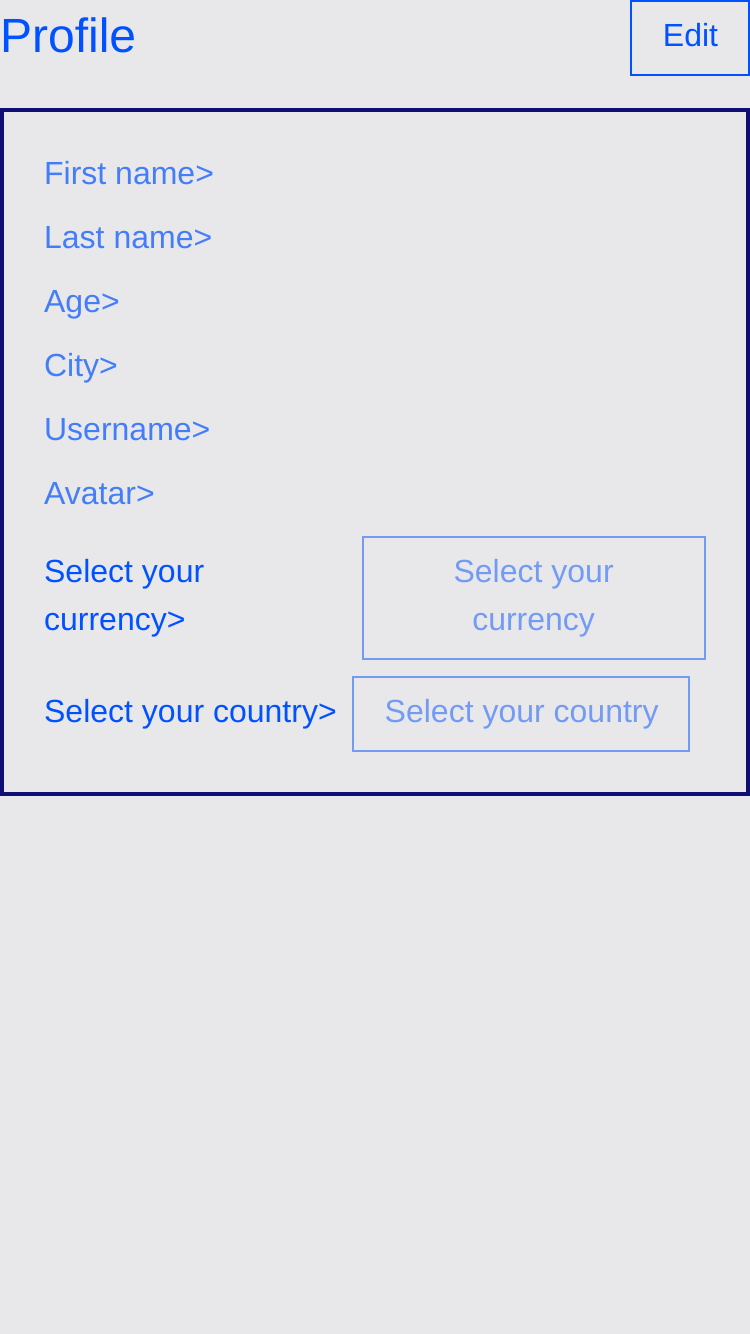 Profile
Edit
First name>
Last name>
Age>
City>
Username>
Avatar>
Select your
currency>
Select your
currency
Select your country>
Select your country